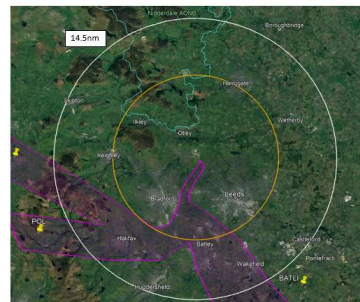 Nidderdale AONB
Boroughbridge
14.5nm
Harrogate
Skipton
Wetherby
Ilkley
Otley
Keighley
Bradford
Leeds
POL
Halifax
Batley
Castleford
Pontefract
Wakefield
BATLI
Huddersfield